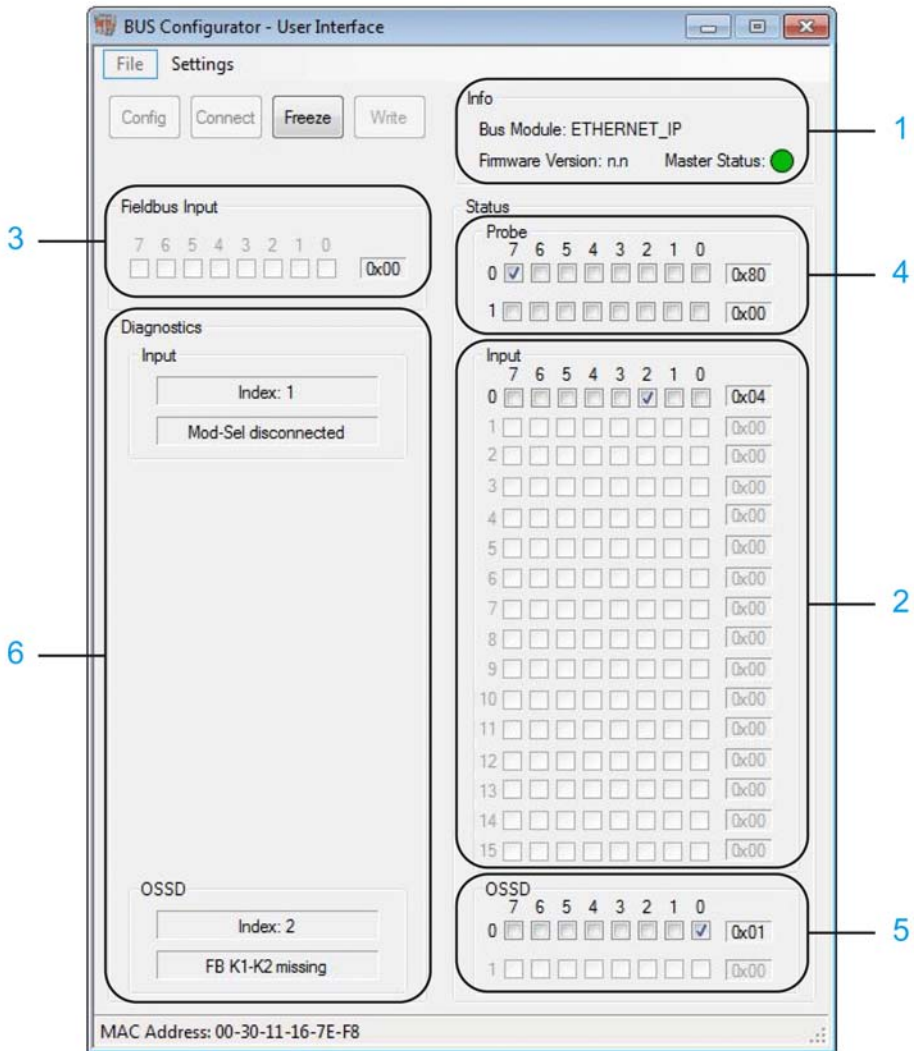 BUS Configurator - User Interface
File Settings
Config Connect Freeze Write
Info
Bus Module: ETHERNET_IP
Firmware Version: n.n Master Status:
1
Fieldbus Input
7 6 5 4 3 2 1 0
0x00
3
Status
Probe
7 6 5 4 3 2 1 0
0 0x80
1 0x00
4
Diagnostics
Input
Index: 1
Mod-Sel disconnected
Input
7 6 5 4 3 2 1 0
0 0x04
1 0x00
2 0x00
3 0x00
4 0x00
5 0x00
6 0x00
7 0x00
8 0x00
9 0x00
10 0x00
11 0x00
12 0x00
13 0x00
14 0x00
15 0x00
2
6
OSSD
Index: 2
FB K1-K2 missing
OSSD
7 6 5 4 3 2 1 0
0 0x01
1 0x00
5
MAC Address: 00-30-11-16-7E-F8